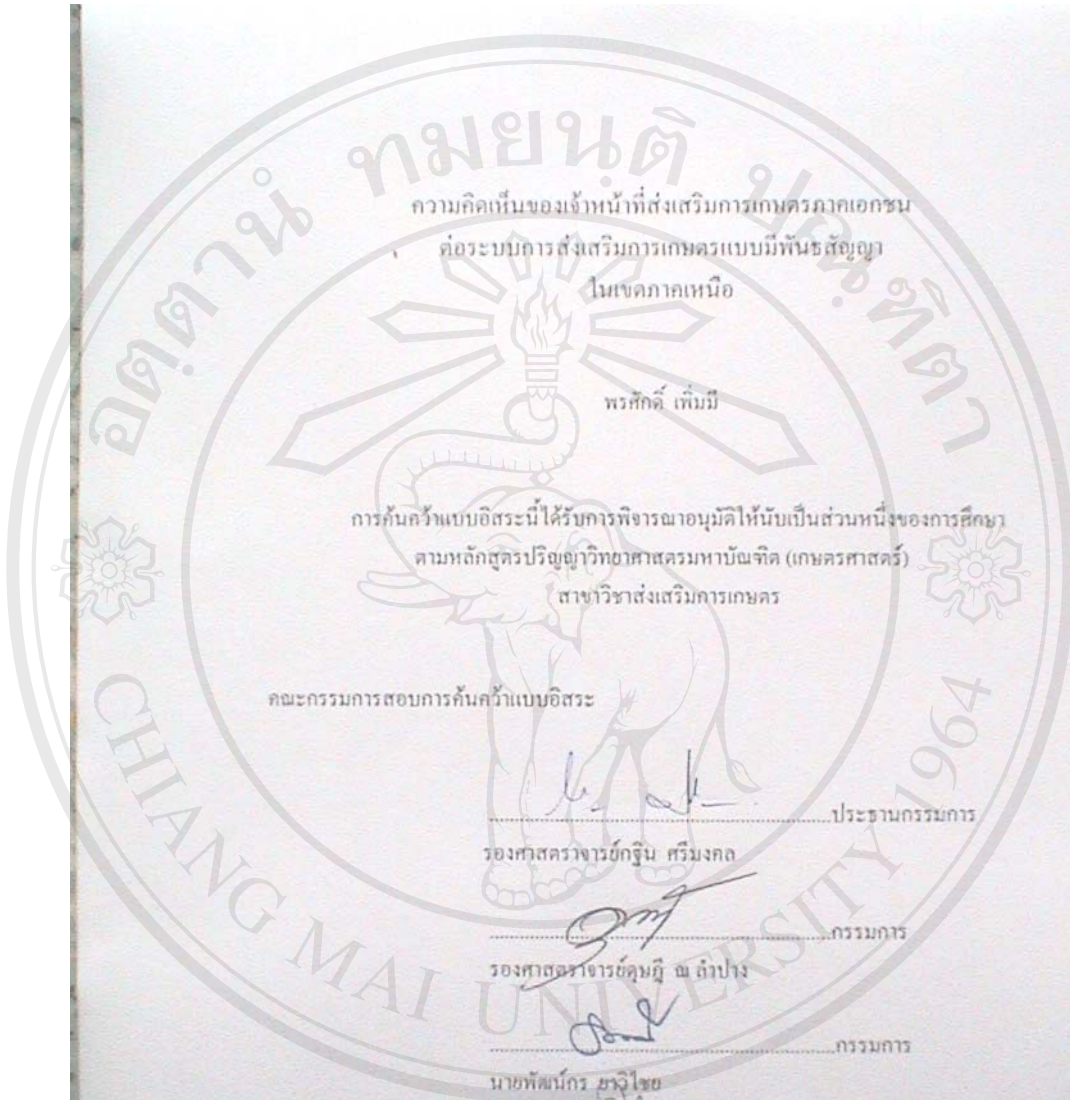 ความคิดเห็นของเจ้าหน้าที่ส่งเสริมการเกษตรภาคเอกชน
ต่อระบบการส่งเสริมการเกษตรแบบมีพันธสัญญา
ในเขตภาคเหนือ
พรศักดิ์ เพิ่มมี
การค้นคว้าแบบอิสระนี้ได้รับการพิจารณาอนุมัติให้นับเป็นส่วนหนึ่งของการศึกษา
ตามหลักสูตรปริญญาวิทยาศาสตรมหาบัณฑิต (เกษตรศาสตร์)
สาขาวิชาส่งเสริมการเกษตร
คณะกรรมการสอบการค้นคว้าแบบอิสระ
ประธานกรรมการ
รองศาสตราจารย์กฐิน ศรีมงคล
กรรมการ
รองศาสตราจารย์ดุษฎี ณ ลำปาง
กรรมการ
นายพัฒน์กร ยาวิไชย
อตฺตานํ ทมยนฺติ ปณฺฑิตา
CHIANG MAI UNIVERSITY 1964